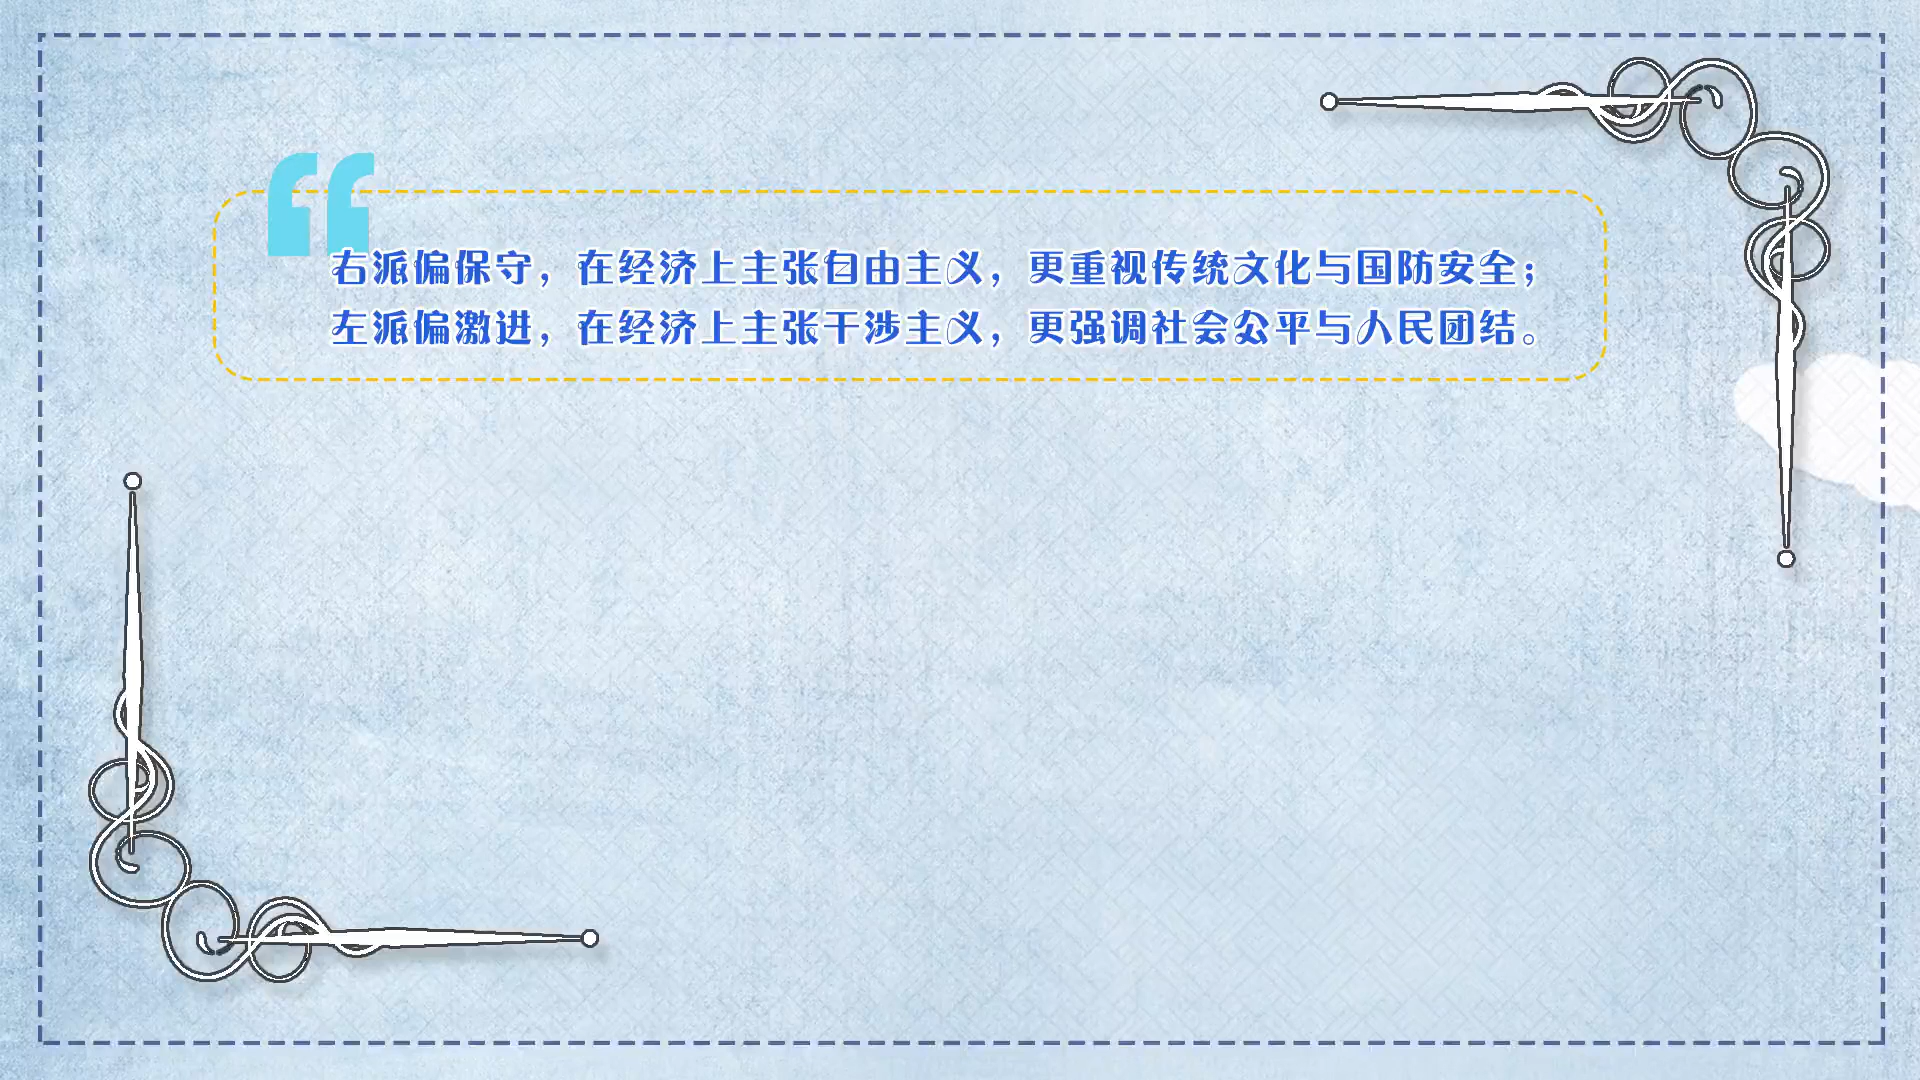 右派偏保守，在经济上主张自由主义，更重视传统文化与国防安全；
左派偏激进，在经济上主张干涉主义，更强调社会公平与人民团结。